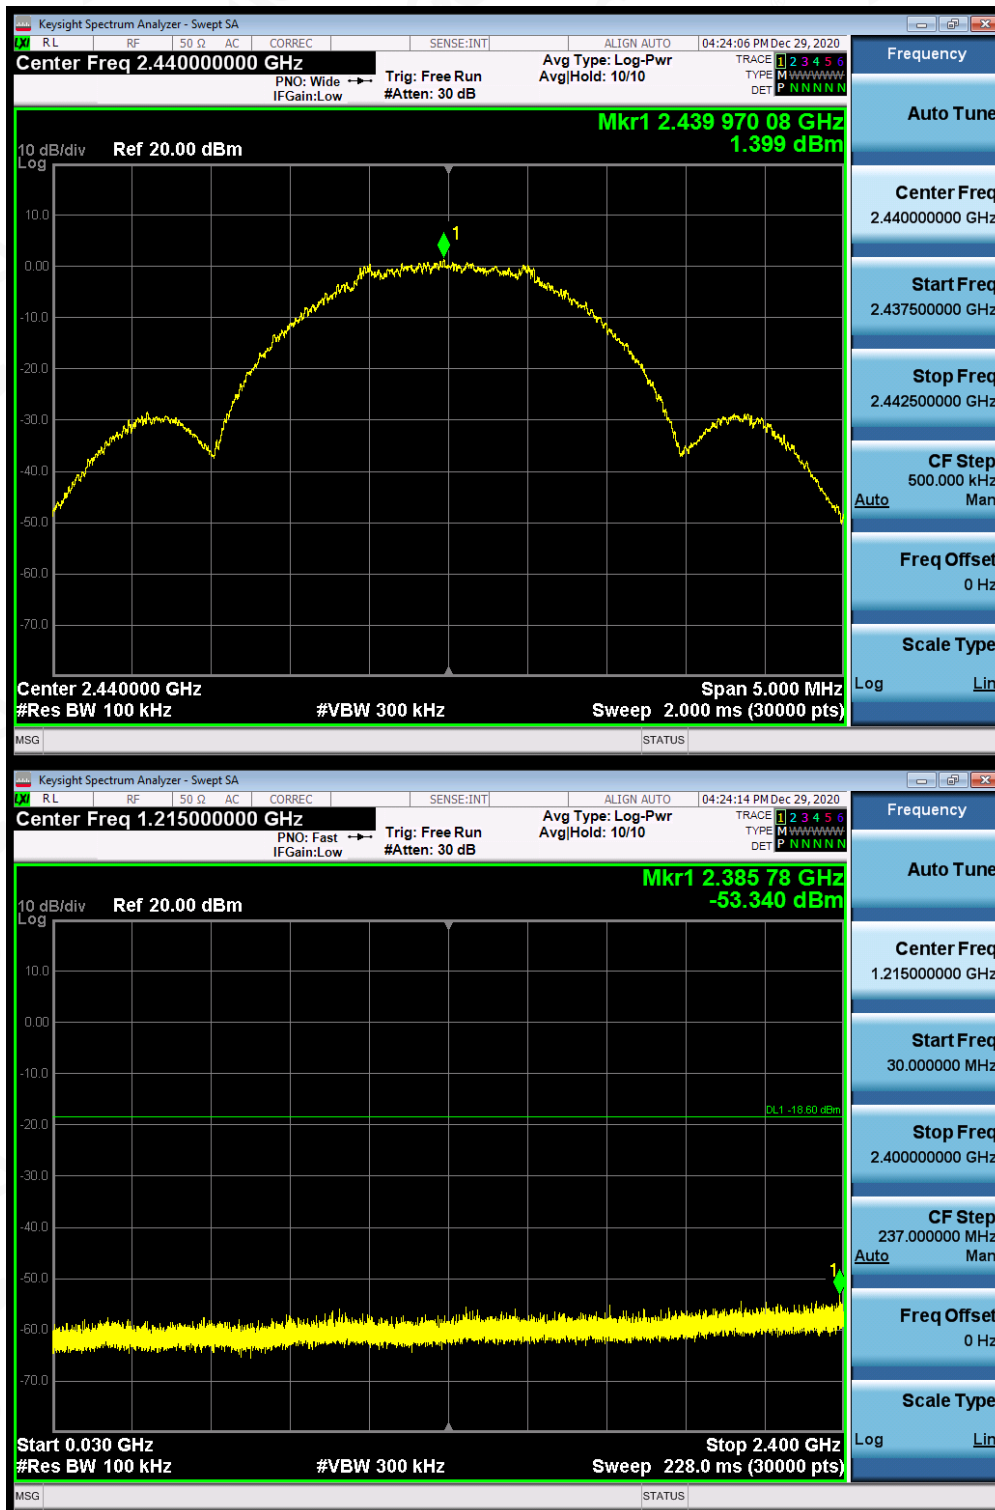 Keysight Spectrum Analyzer - Swept SA
LXI RL RF 50 Ω AC CORREC SENSE:INT ALIGN AUTO 04:24:06 PM Dec 29, 2020
Center Freq 2.440000000 GHz
PNO: Wide
IFGain:Low
Trig: Free Run
#Atten: 30 dB
Avg Type: Log-Pwr
Avg|Hold: 10/10
TRACE 1 2 3 4 5 6
TYPE M WWWWW
DET P N N N N N
Frequency
Auto Tune
Mkr1 2.439 970 08 GHz
1.399 dBm
10 dB/div Ref 20.00 dBm
Log
10.0
0.00
-10.0
-20.0
-30.0
-40.0
-50.0
-60.0
-70.0
1
Center Freq
2.440000000 GHz
Start Freq
2.437500000 GHz
Stop Freq
2.442500000 GHz
CF Step
500.000 kHz
Auto Man
Freq Offset
0 Hz
Scale Type
Log Lin
Center 2.440000 GHz Span 5.000 MHz
#Res BW 100 kHz #VBW 300 kHz Sweep 2.000 ms (30000 pts)
MSG STATUS
Keysight Spectrum Analyzer - Swept SA
LXI RL RF 50 Ω AC CORREC SENSE:INT ALIGN AUTO 04:24:14 PM Dec 29, 2020
Center Freq 1.215000000 GHz
PNO: Fast
IFGain:Low
Trig: Free Run
#Atten: 30 dB
Avg Type: Log-Pwr
Avg|Hold: 10/10
TRACE 1 2 3 4 5 6
TYPE M WWWWW
DET P N N N N N
Frequency
Auto Tune
Mkr1 2.385 78 GHz
-53.340 dBm
10 dB/div Ref 20.00 dBm
Log
10.0
0.00
-10.0
-20.0
-30.0
-40.0
-50.0
-60.0
-70.0
DL1 -18.60 dBm
1
Center Freq
1.215000000 GHz
Start Freq
30.000000 MHz
Stop Freq
2.400000000 GHz
CF Step
237.000000 MHz
Auto Man
Freq Offset
0 Hz
Scale Type
Log Lin
Start 0.030 GHz Stop 2.400 GHz
#Res BW 100 kHz #VBW 300 kHz Sweep 228.0 ms (30000 pts)
MSG STATUS